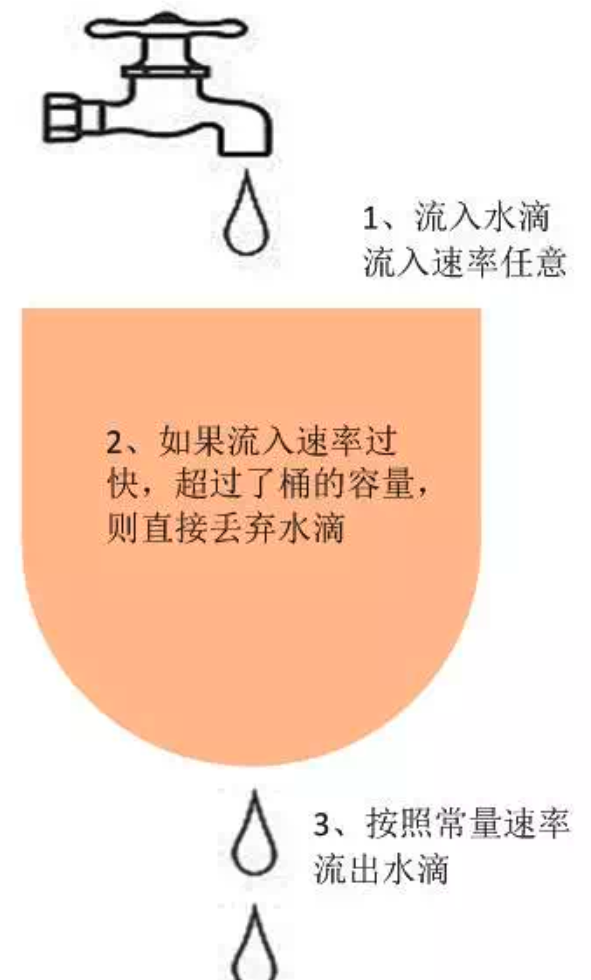 1、流入水滴
流入速率任意
2、如果流入速率过
快，超过了桶的容量，
则直接丢弃水滴
3、按照常量速率
流出水滴